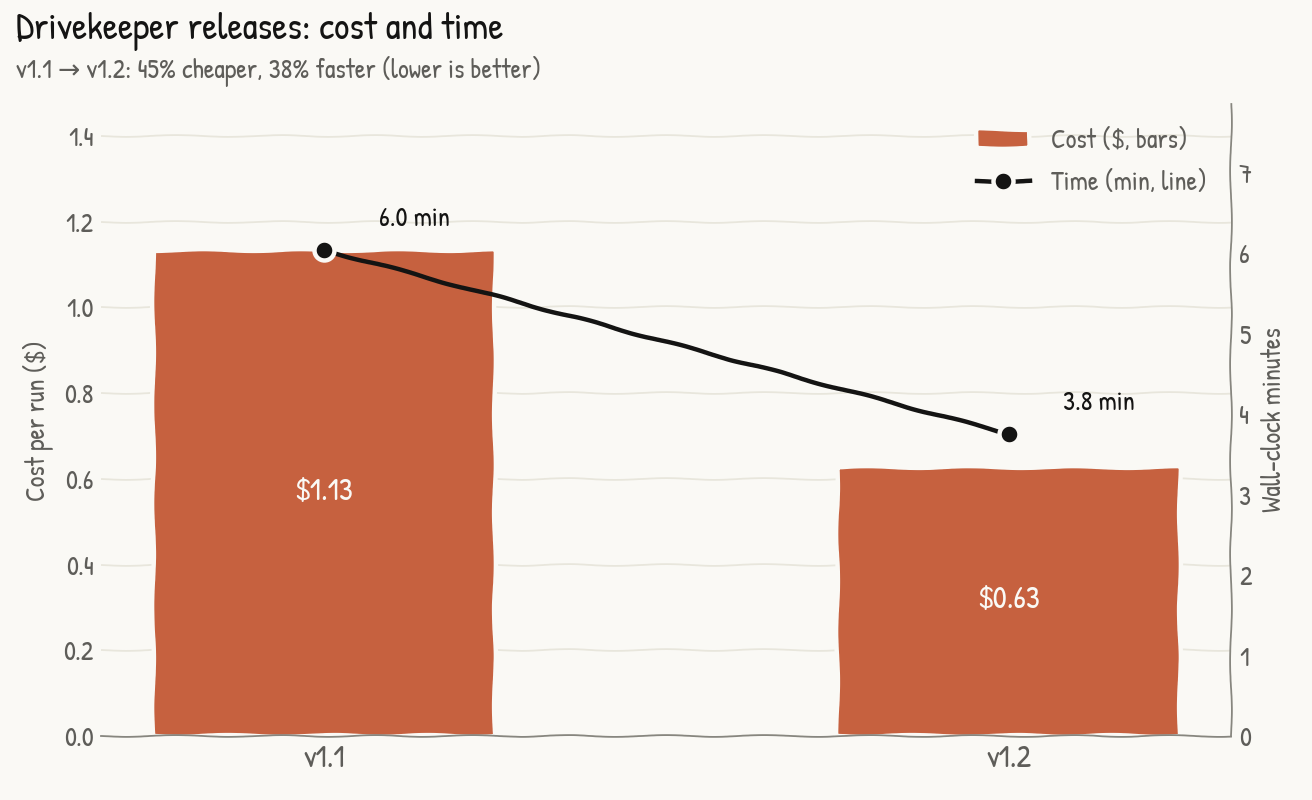 Drivekeeper releases: cost and time
v1.1 → v1.2: 45% cheaper, 38% faster (lower is better)
Cost ($, bars)
Time (min, line)
1.4
1.2
1.0
0.8
0.6
0.4
0.2
0.0
Cost per run ($)
6.0 min
3.8 min
$1.13
$0.63
7
6
5
4
3
2
1
0
Wall-clock minutes
v1.1
v1.2